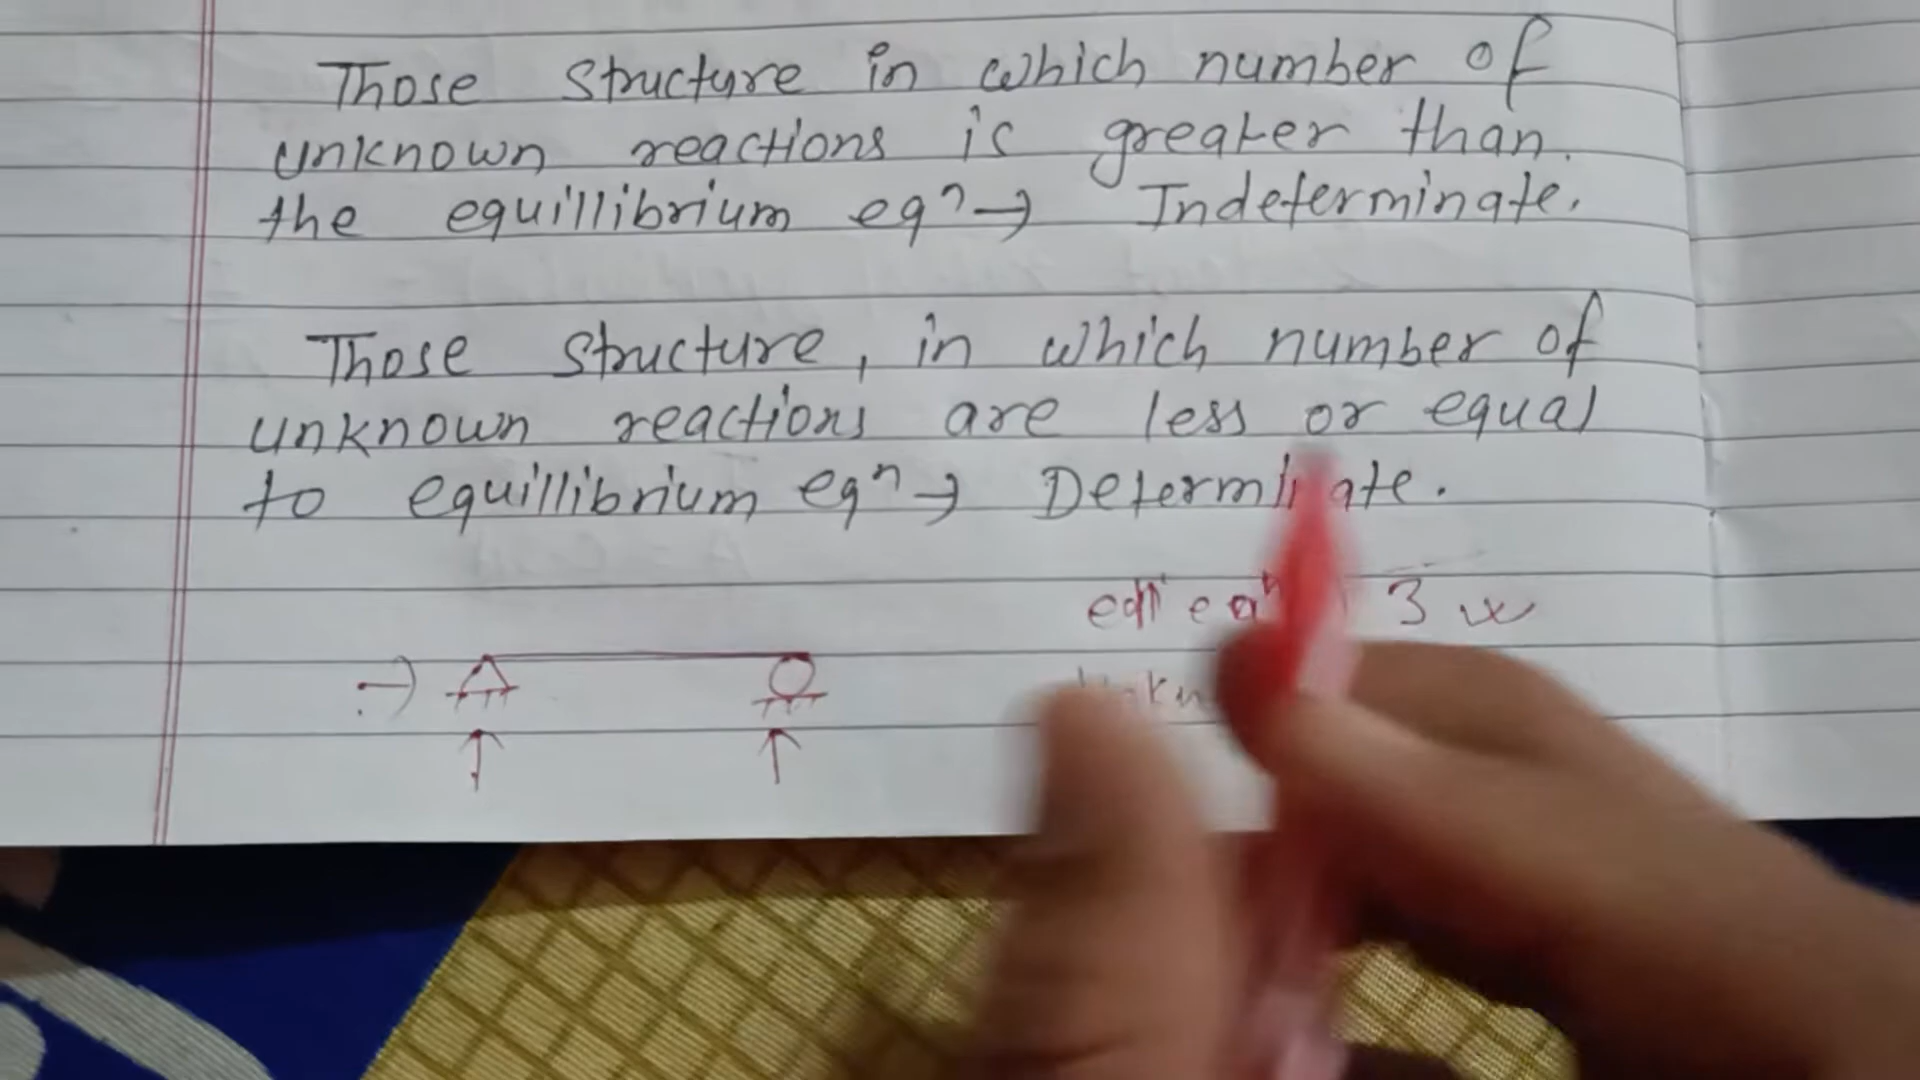 Those structure in which number of
unknown reactions is greater than
the equillibrium eqⁿ → Indeterminate.
Those structure, in which number of
unknown reactions are less or equal
to equillibrium eqⁿ → Determinate.
3